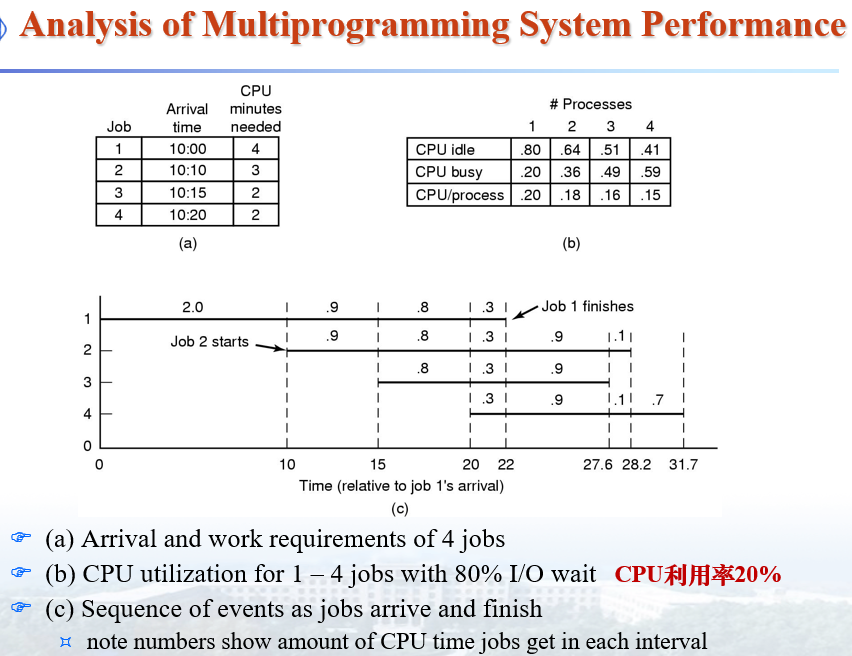 Analysis of Multiprogramming System Performance
CPU
Arrival minutes
Job time needed
1 10:00 4
2 10:10 3
3 10:15 2
4 10:20 2
(a)
# Processes
1 2 3 4
CPU idle .80 .64 .51 .41
CPU busy .20 .36 .49 .59
CPU/process .20 .18 .16 .15
(b)
2.0 .9 .8 .3 Job 1 finishes
1
Job 2 starts .9 .8 .3 .9 .1
2
.8 .3 .9
3
.3 .9 .1 .7
4
0
0 10 15 20 22 27.6 28.2 31.7
Time (relative to job 1's arrival)
(c)
(a) Arrival and work requirements of 4 jobs
(b) CPU utilization for 1 – 4 jobs with 80% I/O wait CPU利用率20%
(c) Sequence of events as jobs arrive and finish
note numbers show amount of CPU time jobs get in each interval